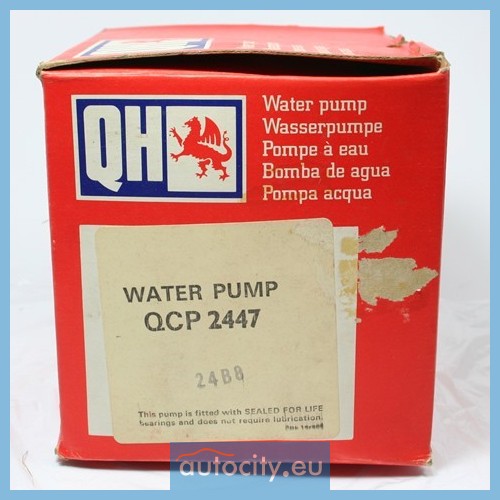 QH
Water pump
Wasserpumpe
Pompe à eau
Bomba de agua
Pompa acqua
WATER PUMP
QCP 2447
24B8
This pump is fitted with SEALED FOR LIFE
bearings and does not require lubrication.
autocity.eu